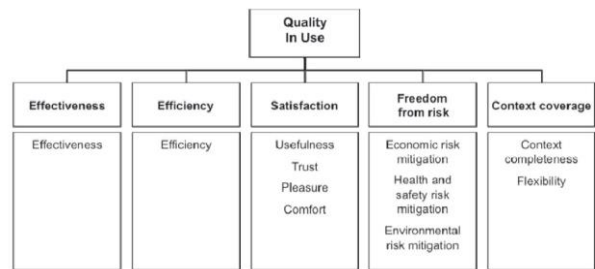 Quality
In Use
Effectiveness
Efficiency
Satisfaction
Freedom
from risk
Context coverage
Effectiveness
Efficiency
Usefulness
Trust
Pleasure
Comfort
Economic risk
mitigation
Health and
safety risk
mitigation
Environmental
risk mitigation
Context
completeness
Flexibility